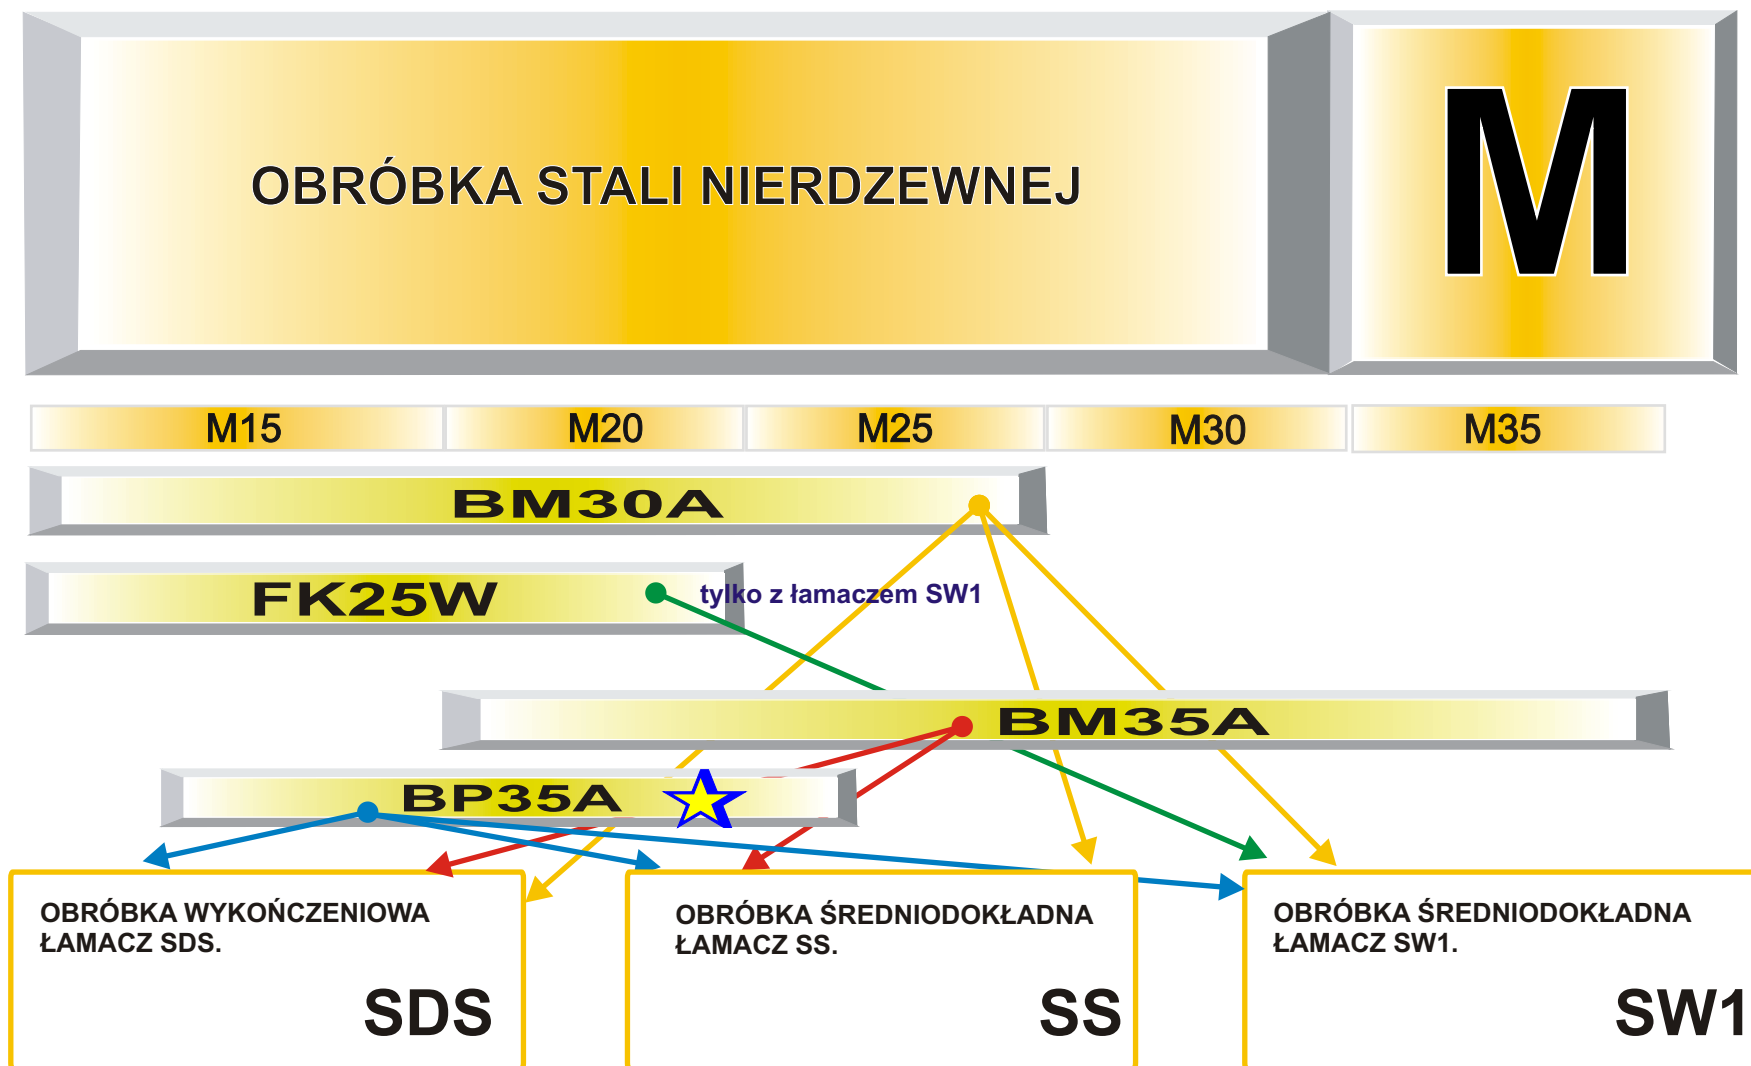 OBRÓBKA STALI NIERDZEWNEJ
M
M15 M20 M25 M30 M35
BM30A
FK25W
tylko z łamaczem SW1
BM35A
BP35A
OBRÓBKA WYKOŃCZENIOWA
ŁAMACZ SDS.
SDS
OBRÓBKA ŚREDNIODOKŁADNA
ŁAMACZ SS.
SS
OBRÓBKA ŚREDNIODOKŁADNA
ŁAMACZ SW1.
SW1